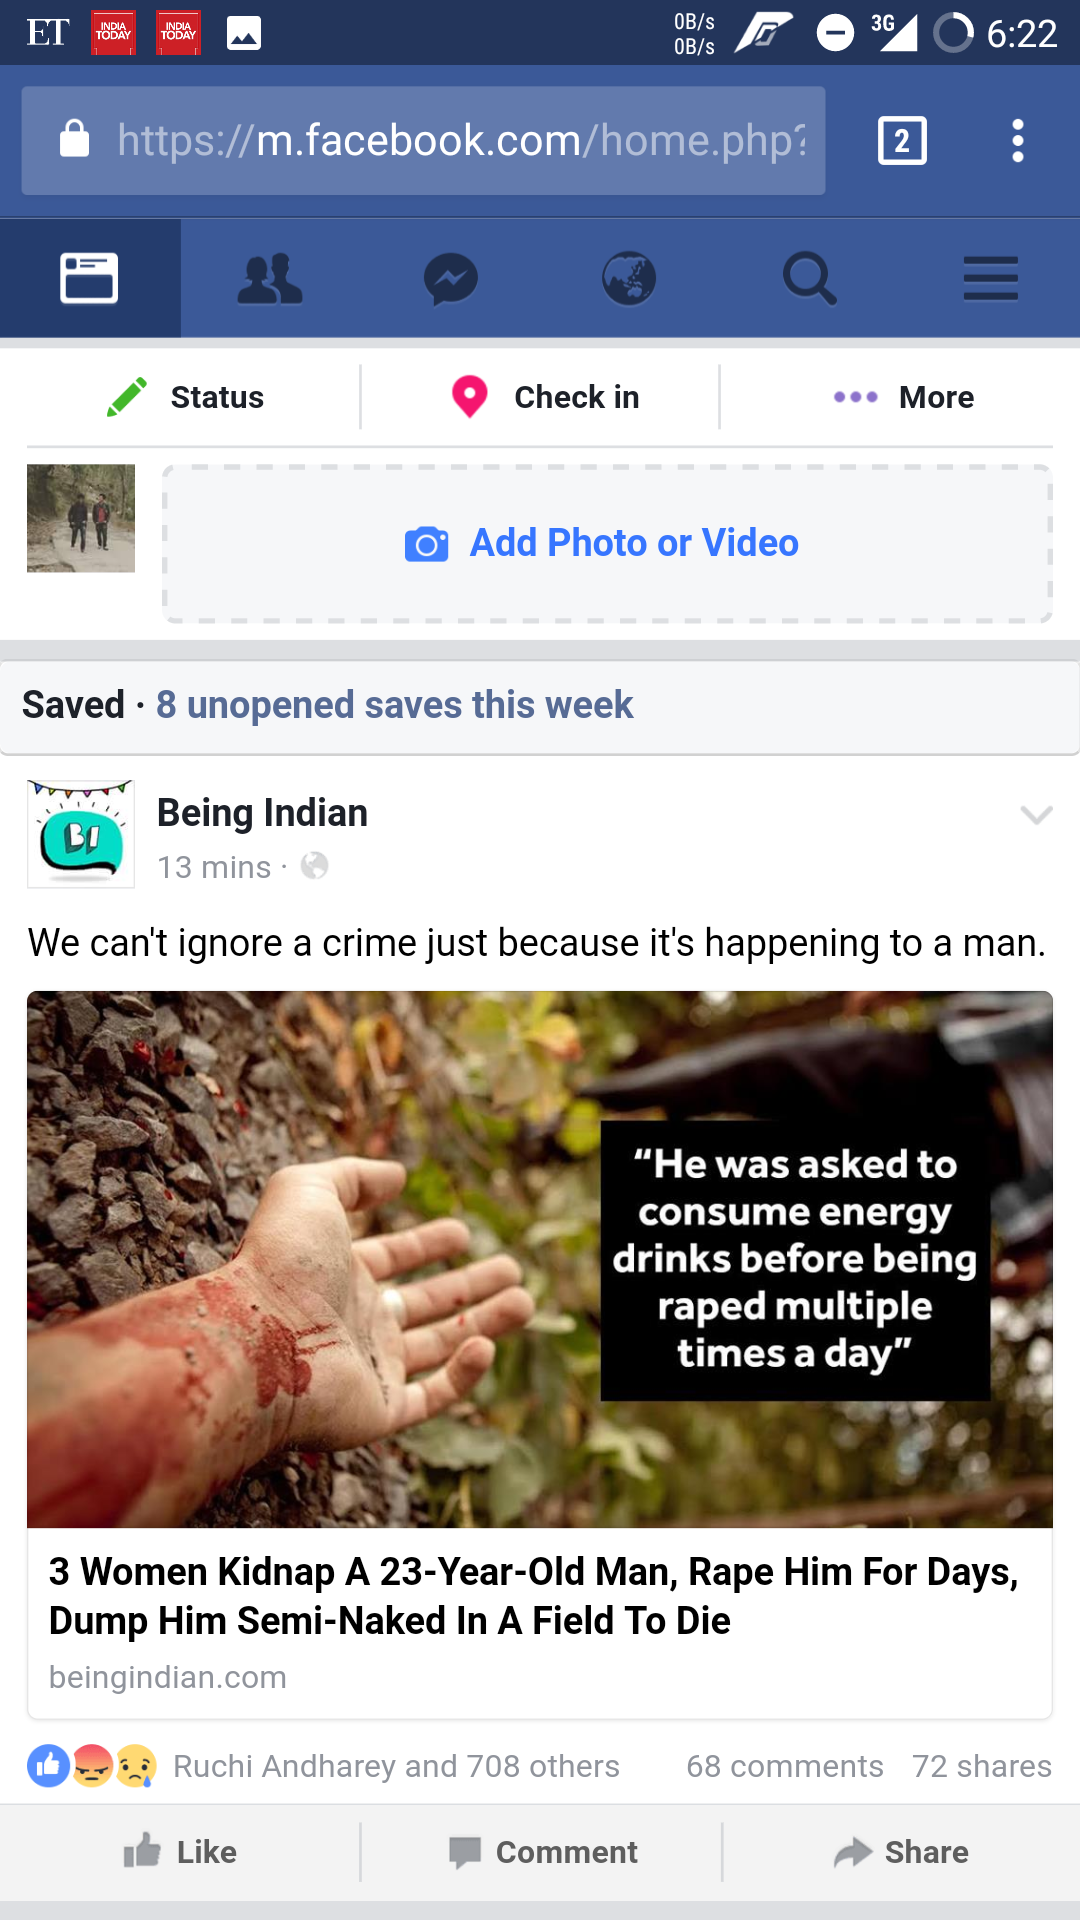 ET INDIA TODAY INDIA TODAY 0B/s 0B/s 3G 6:22
https://m.facebook.com/home.php? 2
Status Check in More
Add Photo or Video
Saved · 8 unopened saves this week
BI Being Indian
13 mins ·
We can't ignore a crime just because it's happening to a man.
“He was asked to
consume energy
drinks before being
raped multiple
times a day”
3 Women Kidnap A 23-Year-Old Man, Rape Him For Days,
Dump Him Semi-Naked In A Field To Die
beingindian.com
Ruchi Andharey and 708 others 68 comments 72 shares
Like Comment Share